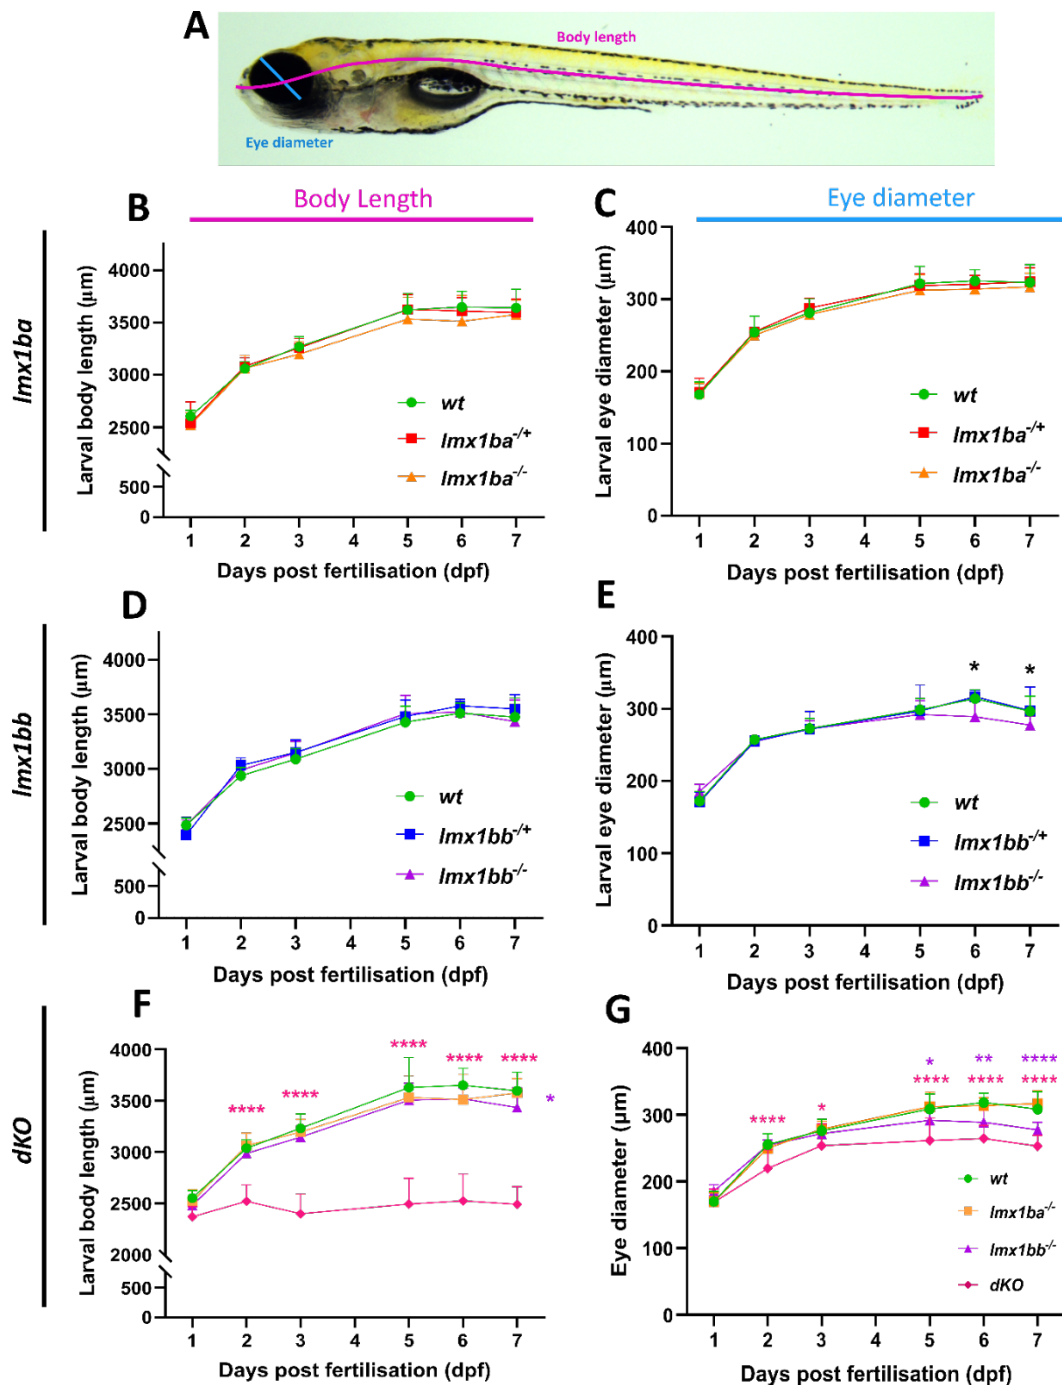 A
Body length
Eye diameter
Body Length
Eye diameter
lmx1ba
B
Larval body length (μm)
4000
3500
3000
2500
500
0
wt
lmx1ba-/+
lmx1ba-/-
1 2 3 4 5 6 7
Days post fertilisation (dpf)
C
Larval eye diameter (μm)
400
300
200
100
0
wt
lmx1ba-/+
lmx1ba-/-
1 2 3 4 5 6 7
Days post fertilisation (dpf)
lmx1bb
D
Larval body length (μm)
4000
3500
3000
2500
500
0
wt
lmx1bb-/+
lmx1bb-/-
1 2 3 4 5 6 7
Days post fertilisation (dpf)
E
Larval eye diameter (μm)
400
300
200
100
0
* *
wt
lmx1bb-/+
lmx1bb-/-
1 2 3 4 5 6 7
Days post fertilisation (dpf)
dKO
F
Larval body length (μm)
4000
3500
3000
2500
2000
500
0
**** **** **** **** ****
*
1 2 3 4 5 6 7
Days post fertilisation (dpf)
G
Eye diameter (μm)
400
300
200
100
0
* ** ****
**** * **** **** ****
wt
lmx1ba-/-
lmx1bb-/-
dKO
1 2 3 4 5 6 7
Days post fertilisation (dpf)